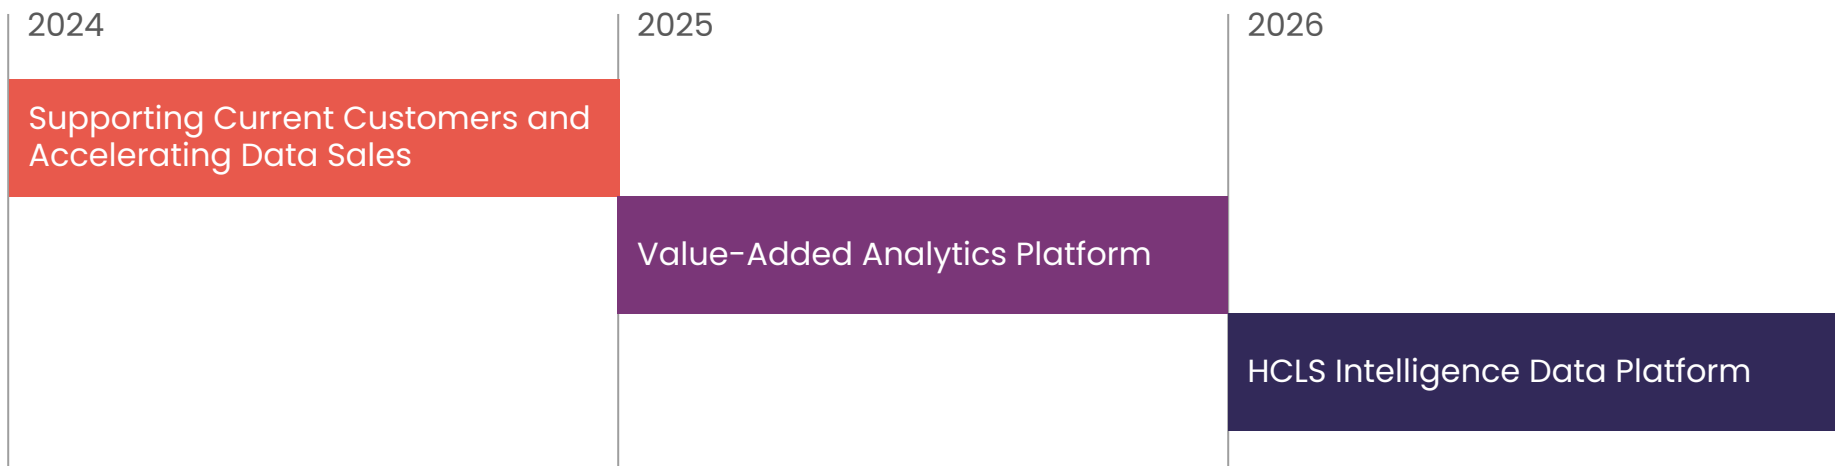 2024
2025
2026
Supporting Current Customers and
Accelerating Data Sales
Value-Added Analytics Platform
HCLS Intelligence Data Platform